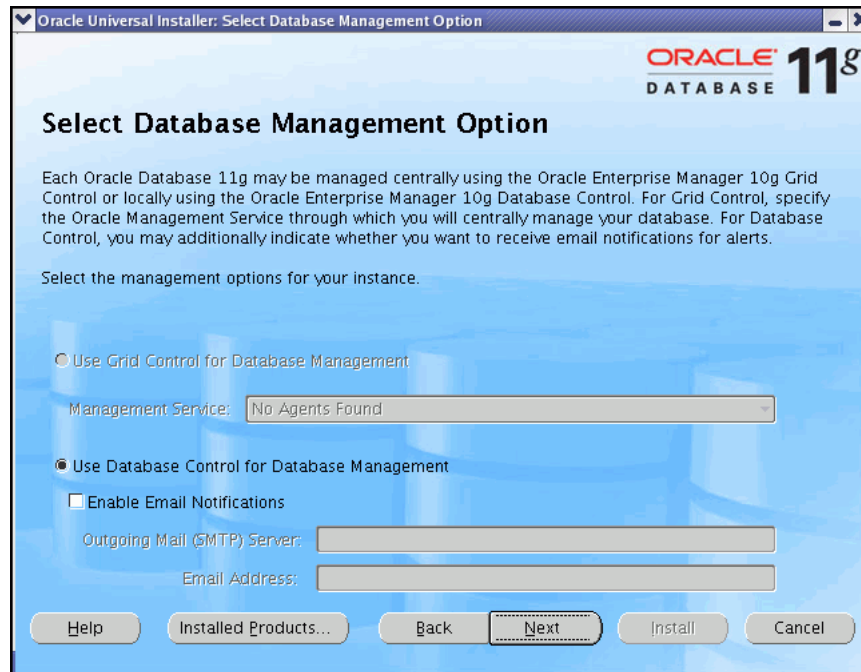 Oracle Universal Installer: Select Database Management Option
ORACLE
DATABASE 11g
Select Database Management Option
Each Oracle Database 11g may be managed centrally using the Oracle Enterprise Manager 10g Grid
Control or locally using the Oracle Enterprise Manager 10g Database Control. For Grid Control, specify
the Oracle Management Service through which you will centrally manage your database. For Database
Control, you may additionally indicate whether you want to receive email notifications for alerts.
Select the management options for your instance.
Use Grid Control for Database Management
Management Service: No Agents Found
Use Database Control for Database Management
Enable Email Notifications
Outgoing Mail (SMTP) Server:
Email Address:
Help Installed Products... Back Next Install Cancel